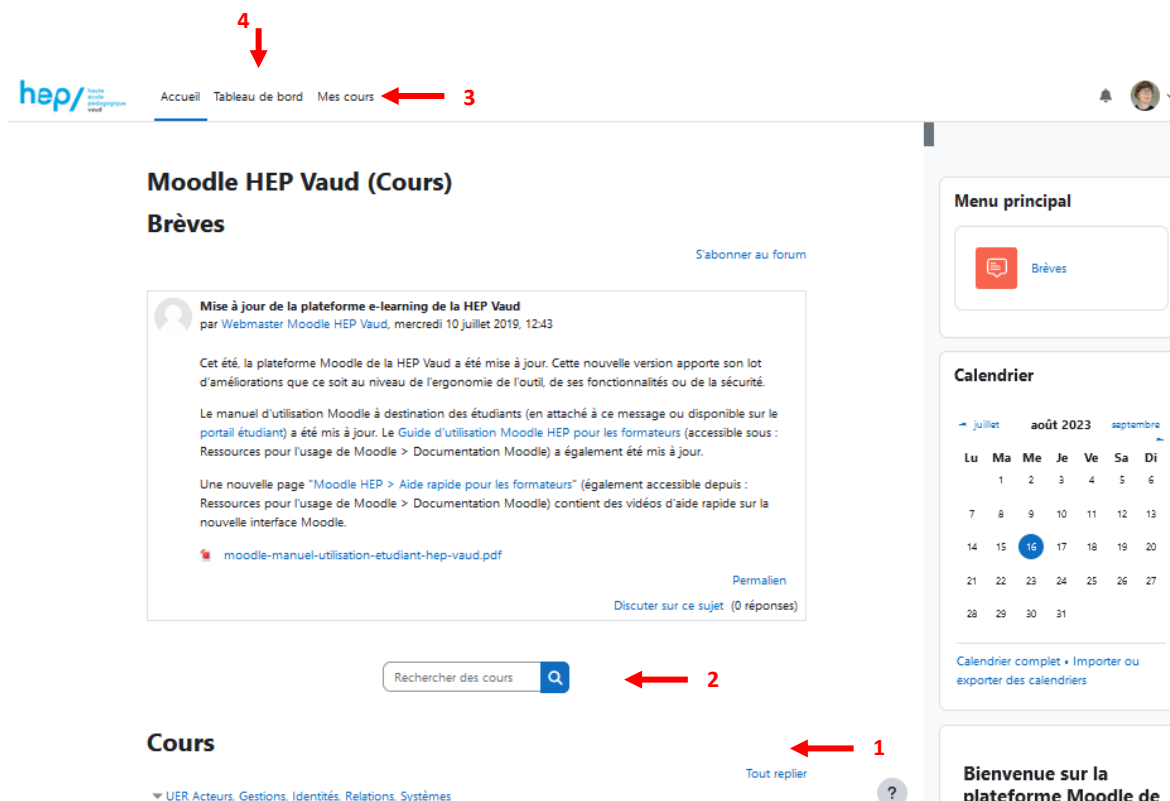 4
hep/ haute école pédagogique vaud
Accueil Tableau de bord Mes cours 3
Moodle HEP Vaud (Cours)
Brèves
S'abonner au forum
Mise à jour de la plateforme e-learning de la HEP Vaud
par Webmaster Moodle HEP Vaud, mercredi 10 juillet 2019, 12:43
Cet été, la plateforme Moodle de la HEP Vaud a été mise à jour. Cette nouvelle version apporte son lot
d'améliorations que ce soit au niveau de l'ergonomie de l'outil, de ses fonctionnalités ou de la sécurité.
Le manuel d'utilisation Moodle à destination des étudiants (en attaché à ce message ou disponible sur le
portail étudiant) a été mis à jour. Le Guide d'utilisation Moodle HEP pour les formateurs (accessible sous :
Ressources pour l'usage de Moodle > Documentation Moodle) a également été mis à jour.
Une nouvelle page "Moodle HEP > Aide rapide pour les formateurs" (également accessible depuis :
Ressources pour l'usage de Moodle > Documentation Moodle) contient des vidéos d'aide rapide sur la
nouvelle interface Moodle.
moodle-manuel-utilisation-etudiant-hep-vaud.pdf
Permalien
Discuter sur ce sujet (0 réponses)
Rechercher des cours
2
Cours
1
Tout replier
UER Acteurs, Gestions, Identités, Relations, Systèmes
?
Menu principal
Brèves
Calendrier
juillet août 2023 septembre
Lu Ma Me Je Ve Sa Di
1 2 3 4 5 6
7 8 9 10 11 12 13
14 15 16 17 18 19 20
21 22 23 24 25 26 27
28 29 30 31
Calendrier complet • Importer ou
exporter des calendriers
Bienvenue sur la
plateforme Moodle de